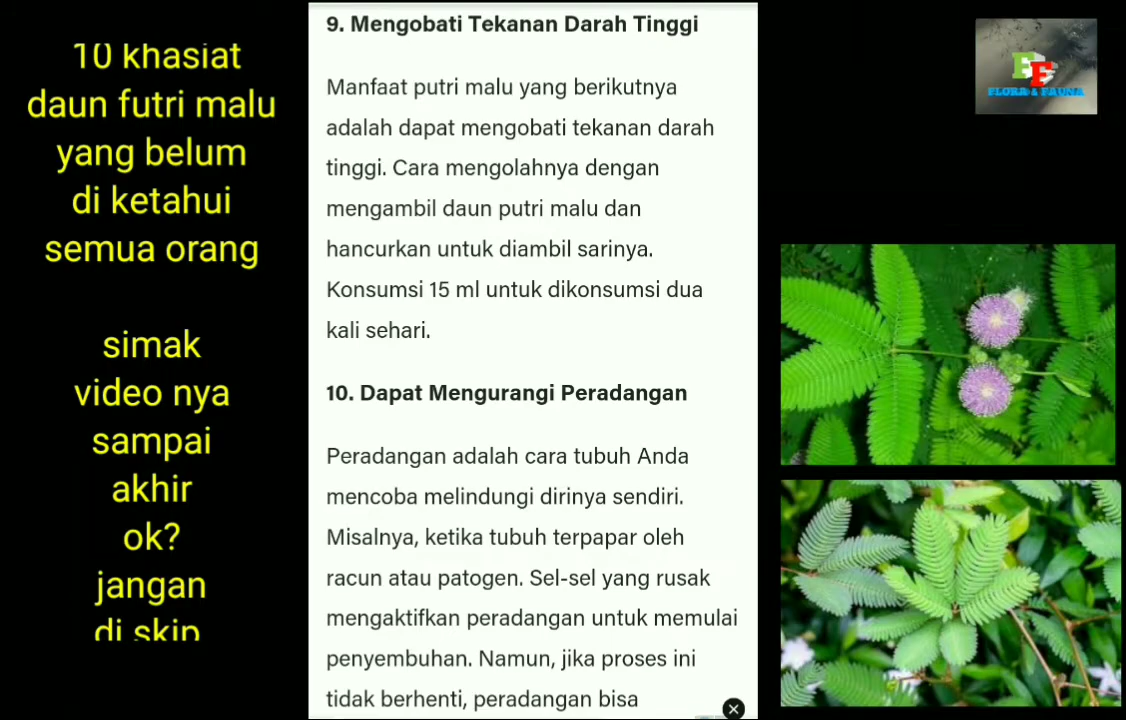 10 khasiat
daun futri malu
yang belum
di ketahui
semua orang
simak
video nya
sampai
akhir
ok?
jangan
di skip
9. Mengobati Tekanan Darah Tinggi
Manfaat putri malu yang berikutnya
adalah dapat mengobati tekanan darah
tinggi. Cara mengolahnya dengan
mengambil daun putri malu dan
hancurkan untuk diambil sarinya.
Konsumsi 15 ml untuk dikonsumsi dua
kali sehari.
10. Dapat Mengurangi Peradangan
Peradangan adalah cara tubuh Anda
mencoba melindungi dirinya sendiri.
Misalnya, ketika tubuh terpapar oleh
racun atau patogen. Sel-sel yang rusak
mengaktifkan peradangan untuk memulai
penyembuhan. Namun, jika proses ini
tidak berhenti, peradangan bisa
FF
FLORA & FAUNA